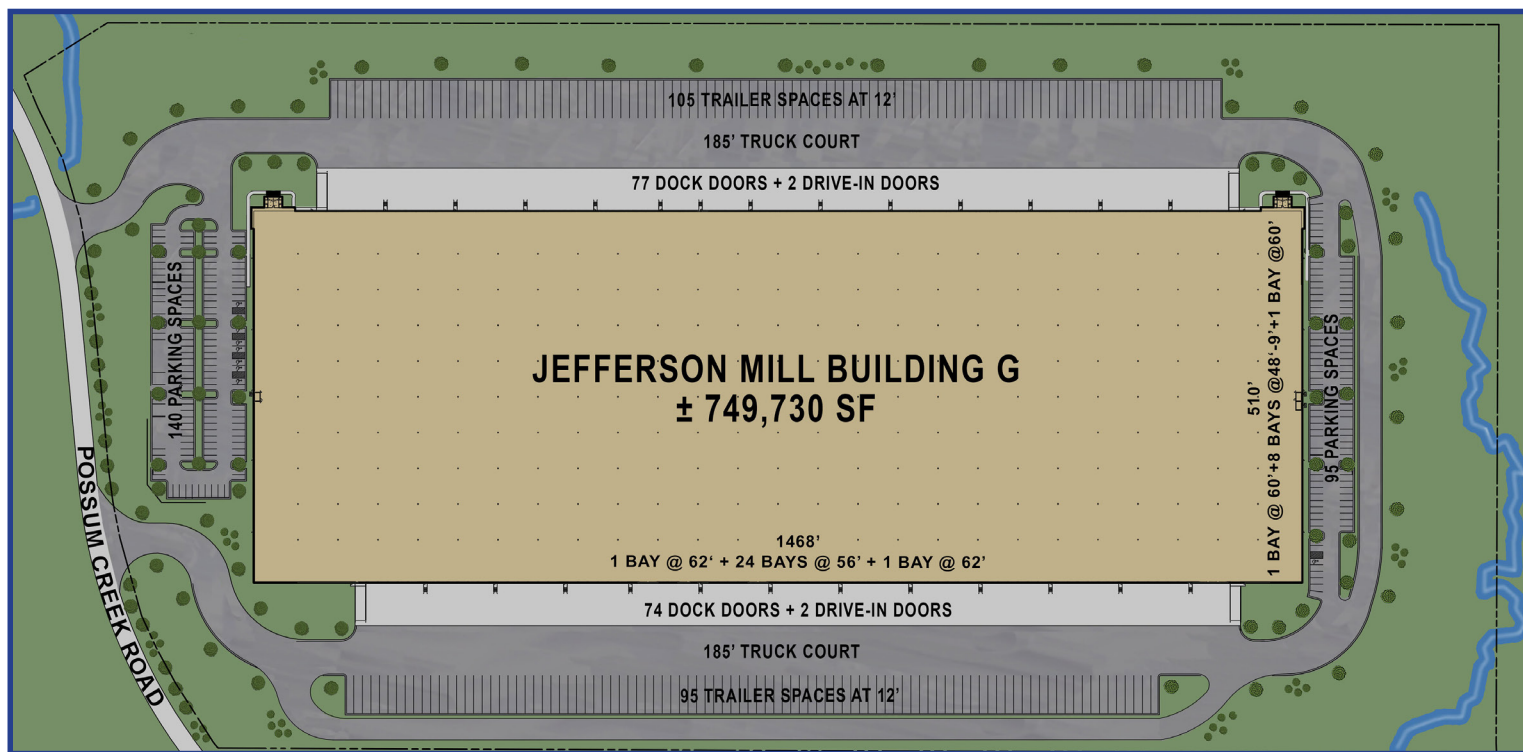 105 TRAILER SPACES AT 12'
185' TRUCK COURT
77 DOCK DOORS + 2 DRIVE-IN DOORS
140 PARKING SPACES
JEFFERSON MILL BUILDING G
± 749,730 SF
510'
1 BAY @ 60'+8 BAYS @48'-9'+1 BAY @60'
95 PARKING SPACES
POSSUM CREEK ROAD
1468'
1 BAY @ 62' + 24 BAYS @ 56' + 1 BAY @ 62'
74 DOCK DOORS + 2 DRIVE-IN DOORS
185' TRUCK COURT
95 TRAILER SPACES AT 12'